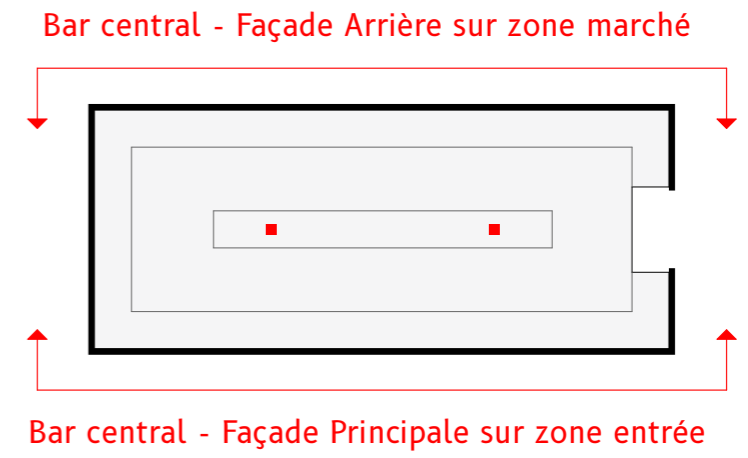 Bar central - Façade Arrière sur zone marché
Bar central - Façade Principale sur zone entrée